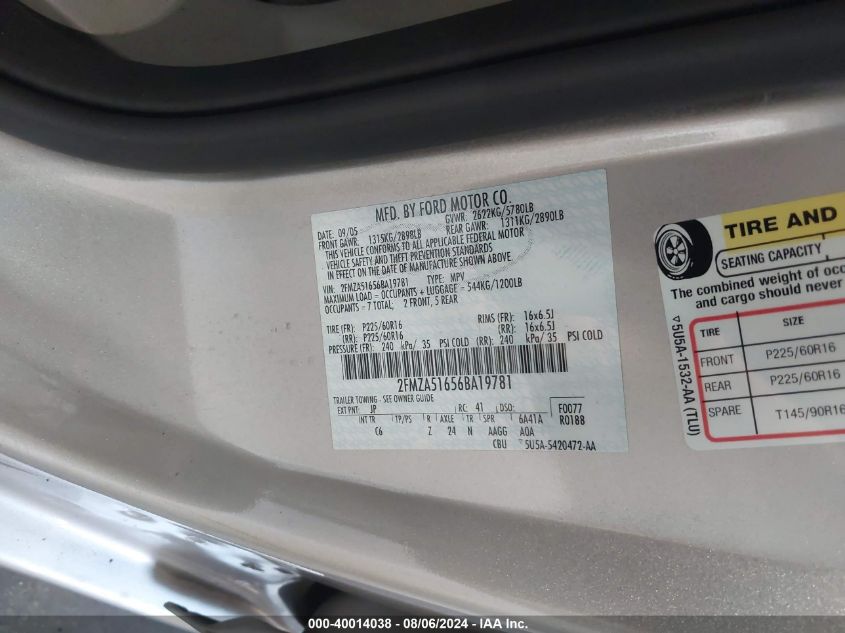 MFD. BY FORD MOTOR CO.
DATE: 09/05 GVWR: 2622KG/5780LB
FRONT GAWR: 1315KG/2898LB REAR GAWR: 1311KG/2890LB
THIS VEHICLE CONFORMS TO ALL APPLICABLE FEDERAL MOTOR
VEHICLE SAFETY AND THEFT PREVENTION STANDARDS
IN EFFECT ON THE DATE OF MANUFACTURE SHOWN ABOVE.
VIN: 2FMZA51656BA19781 TYPE: MPV
MAXIMUM LOAD = OCCUPANTS + LUGGAGE = 544KG/1200LB
OCCUPANTS = 7 TOTAL; 2 FRONT, 5 REAR
TIRE (FR): P225/60R16 RIMS (FR): 16x6.5J
(RR): P225/60R16 (RR): 16x6.5J
PRESSURE (FR): 240 kPa/ 35 PSI COLD (RR): 240 kPa/ 35 PSI COLD
2FMZA51656BA19781
TRAILER TOWING - SEE OWNER GUIDE
EXT PNT: JP RC: 41 DSO: F0077
INT TR TP/PS R AXLE TR SPR 6A41A R0188
C6 Z 24 N AAGG AOA
CBU ▽5U5A-5420472-AA
TIRE AND
SEATING CAPACITY
The combined weight of occ
and cargo should never
▽5U5A-1532-AA (TLU)
TIRE SIZE
FRONT P225/60R16
REAR P225/60R16
SPARE T145/90R16
000-40014038 - 08/06/2024 - IAA Inc.